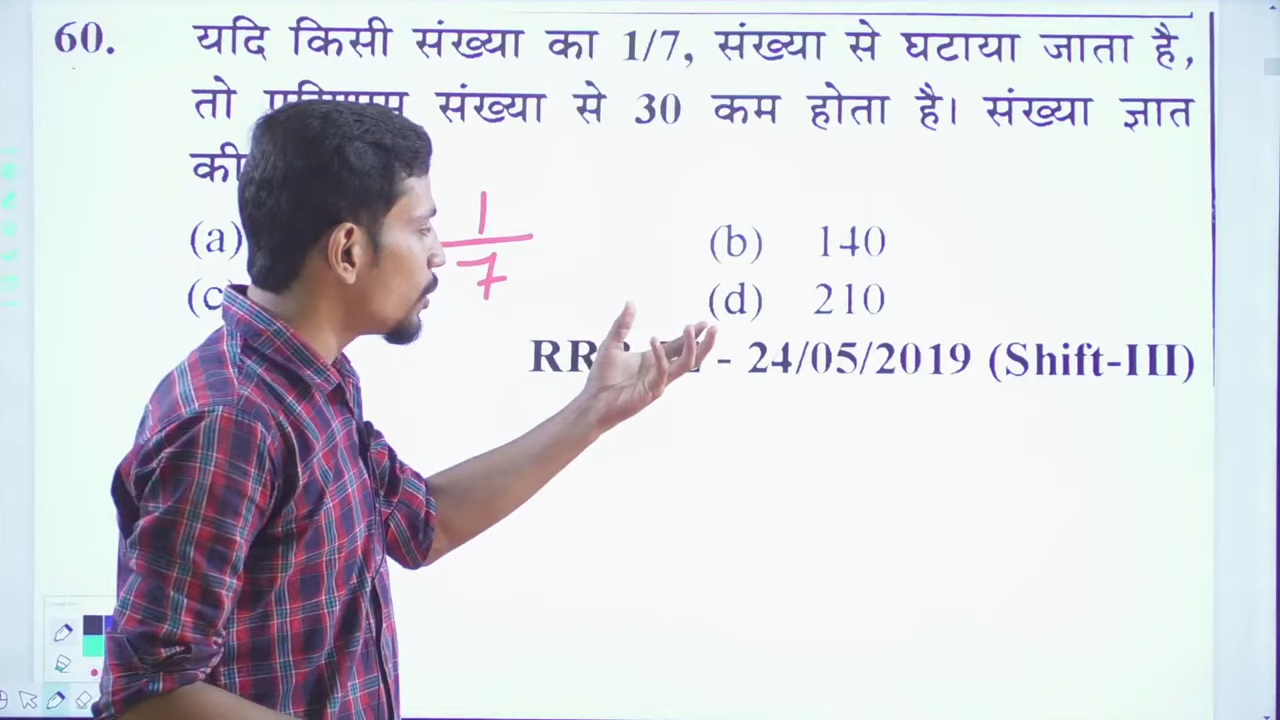 60. यदि किसी संख्या का 1/7, संख्या से घटाया जाता है,
तो संख्या से 30 कम होता है। संख्या ज्ञात
(a) 1/7 (b) 140
(d) 210
- 24/05/2019 (Shift-III)